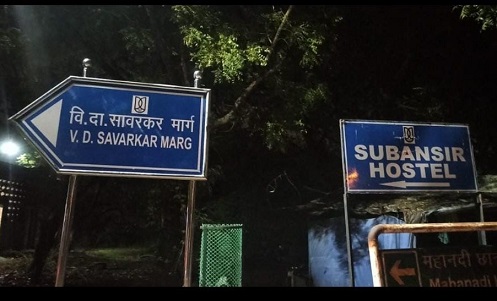 वि.दा.सावरकर मार्ग
V. D. SAVARKAR MARG
SUBANSIR
HOSTEL
महानदी
Mahanadi